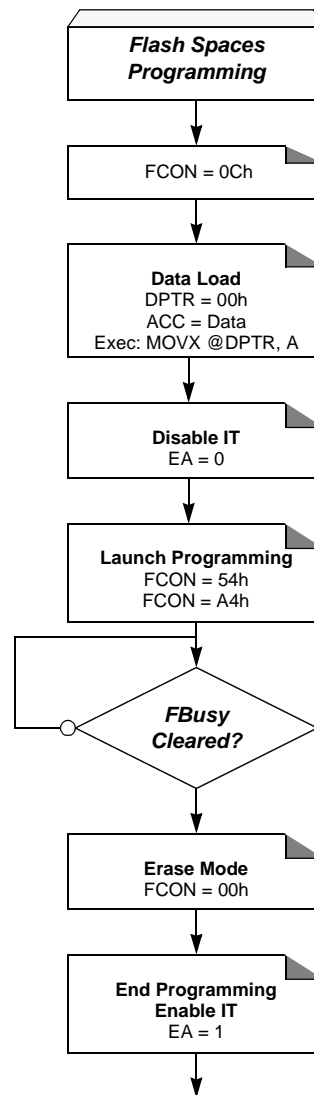 Flash Spaces
Programming
FCON = 0Ch
Data Load
DPTR = 00h
ACC = Data
Exec: MOVX @DPTR, A
Disable IT
EA = 0
Launch Programming
FCON = 54h
FCON = A4h
FBusy
Cleared?
Erase Mode
FCON = 00h
End Programming
Enable IT
EA = 1